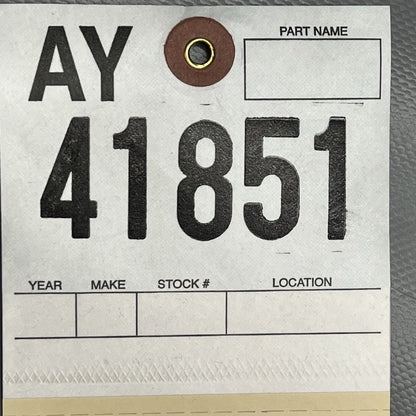 AY
PART NAME
41851
YEAR MAKE STOCK # LOCATION